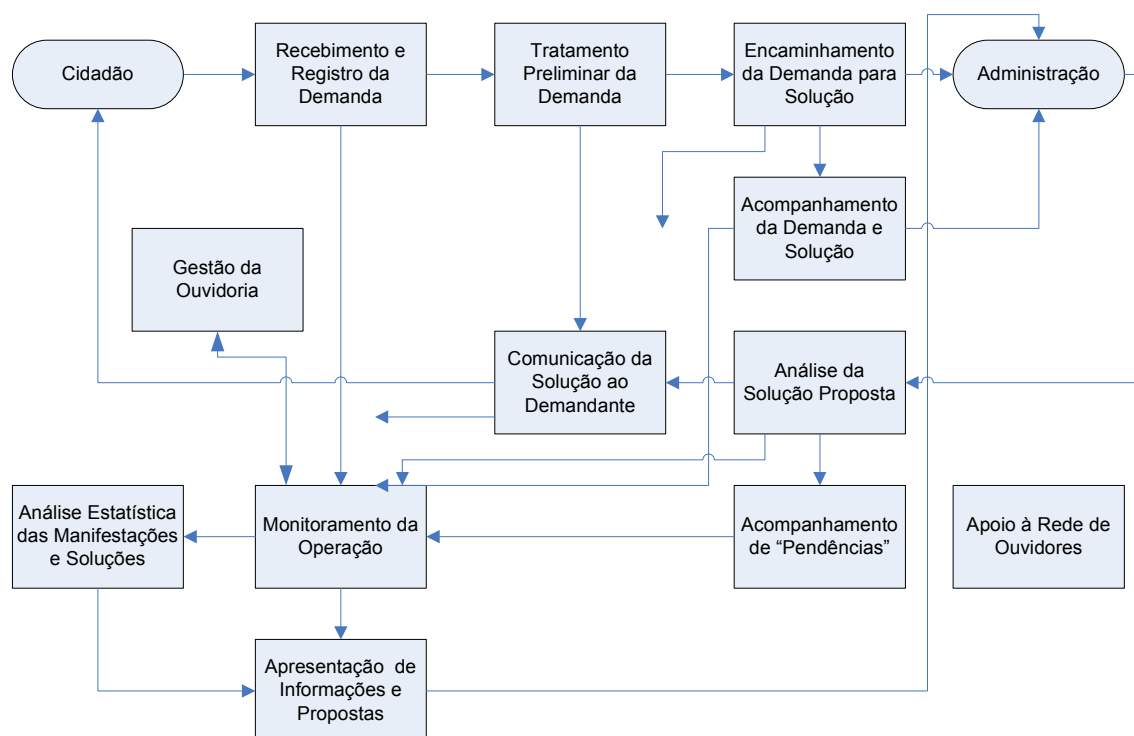 Cidadão
Recebimento e
Registro da
Demanda
Tratamento
Preliminar da
Demanda
Encaminhamento
da Demanda para
Solução
Administração
Acompanhamento
da Demanda e
Solução
Gestão da
Ouvidoria
Comunicação da
Solução ao
Demandante
Análise da
Solução Proposta
Análise Estatística
das Manifestações
e Soluções
Monitoramento da
Operação
Acompanhamento
de “Pendências”
Apoio à Rede de
Ouvidores
Apresentação de
Informações e
Propostas